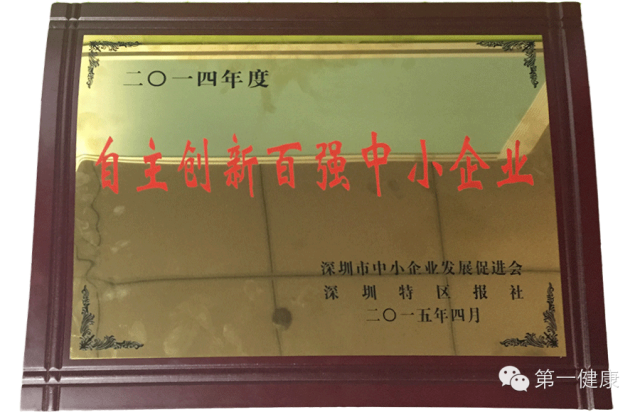 二〇一四年度
自主创新百强中小企业
深圳市中小企业发展促进会
深圳特区报社
二〇一五年四月
第一健康